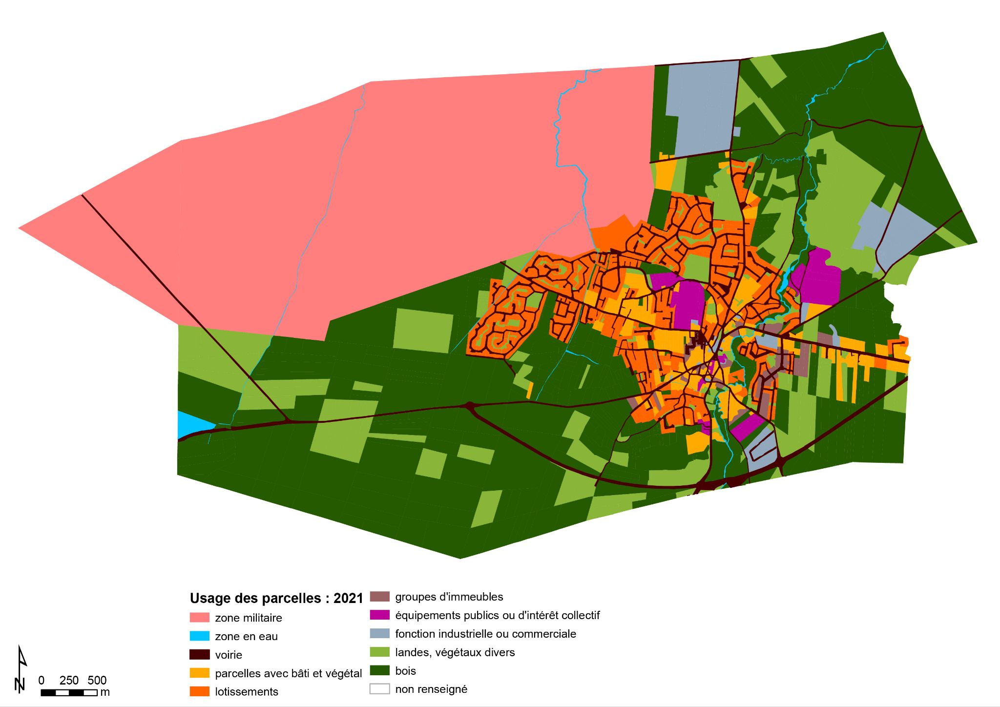 Usage des parcelles : 2021
zone militaire
zone en eau
voirie
parcelles avec bâti et végétal
lotissements
groupes d'immeubles
équipements publics ou d'intérêt collectif
fonction industrielle ou commerciale
landes, végétaux divers
bois
non renseigné
N
0 250 500
m